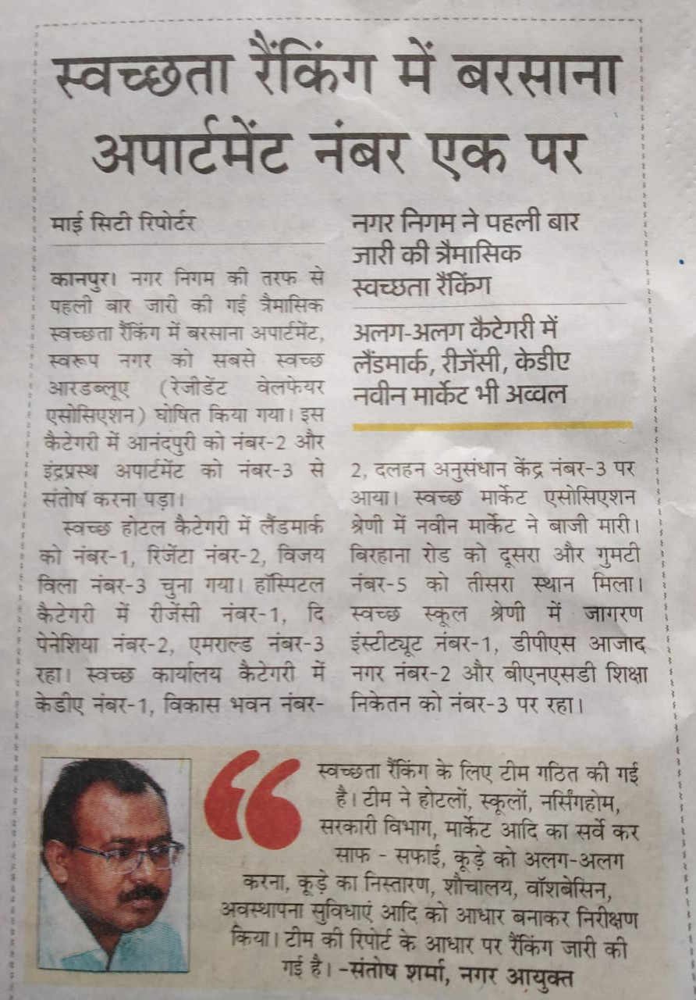 स्वच्छता रैंकिंग में बरसाना
अपार्टमेंट नंबर एक पर
माई सिटी रिपोर्टर
कानपुर। नगर निगम की तरफ से
पहली बार जारी की गई त्रैमासिक
स्वच्छता रैंकिंग में बरसाना अपार्टमेंट,
स्वरूप नगर को सबसे स्वच्छ
आरडब्लूए (रेजीडेंट वेलफेयर
एसोसिएशन) घोषित किया गया। इस
कैटेगरी में आनंदपुरी को नंबर-2 और
इंद्रप्रस्थ अपार्टमेंट को नंबर-3 से
संतोष करना पड़ा।
स्वच्छ होटल कैटेगरी में लैंडमार्क
को नंबर-1, रिजेंटा नंबर-2, विजय
विला नंबर-3 चुना गया। हॉस्पिटल
कैटेगरी में रीजेंसी नंबर-1, दि
पेनेशिया नंबर-2, एमराल्ड नंबर-3
रहा। स्वच्छ कार्यालय कैटेगरी में
केडीए नंबर-1, विकास भवन नंबर-
नगर निगम ने पहली बार
जारी की त्रैमासिक
स्वच्छता रैंकिंग
अलग-अलग कैटेगरी में
लैंडमार्क, रीजेंसी, केडीए
नवीन मार्केट भी अव्वल
2, दलहन अनुसंधान केंद्र नंबर-3 पर
आया। स्वच्छ मार्केट एसोसिएशन
श्रेणी में नवीन मार्केट ने बाजी मारी।
बिरहाना रोड को दूसरा और गुमटी
नंबर-5 को तीसरा स्थान मिला।
स्वच्छ स्कूल श्रेणी में जागरण
इंस्टीट्यूट नंबर-1, डीपीएस आजाद
नगर नंबर-2 और बीएनएसडी शिक्षा
निकेतन को नंबर-3 पर रहा।
स्वच्छता रैंकिंग के लिए टीम गठित की गई
है। टीम ने होटलों, स्कूलों, नर्सिंगहोम,
सरकारी विभाग, मार्केट आदि का सर्वे कर
साफ - सफाई, कूड़े को अलग-अलग
करना, कूड़े का निस्तारण, शौचालय, वॉशबेसिन,
अवस्थापना सुविधाएं आदि को आधार बनाकर निरीक्षण
किया। टीम की रिपोर्ट के आधार पर रैंकिंग जारी की
गई है। -संतोष शर्मा, नगर आयुक्त